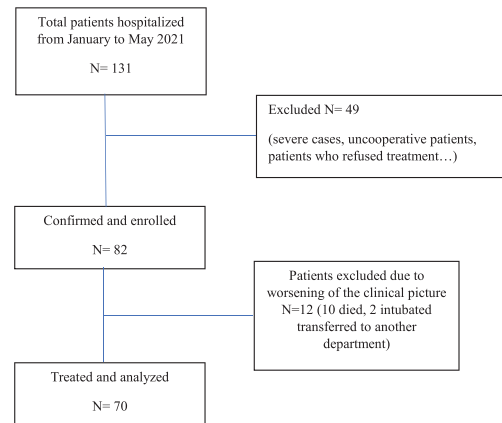 Total patients hospitalized
from January to May 2021
N= 131
Excluded N= 49
(severe cases, uncooperative patients,
patients who refused treatment…)
Confirmed and enrolled
N= 82
Patients excluded due to
worsening of the clinical picture
N=12 (10 died, 2 intubated
transferred to another
department)
Treated and analyzed
N= 70